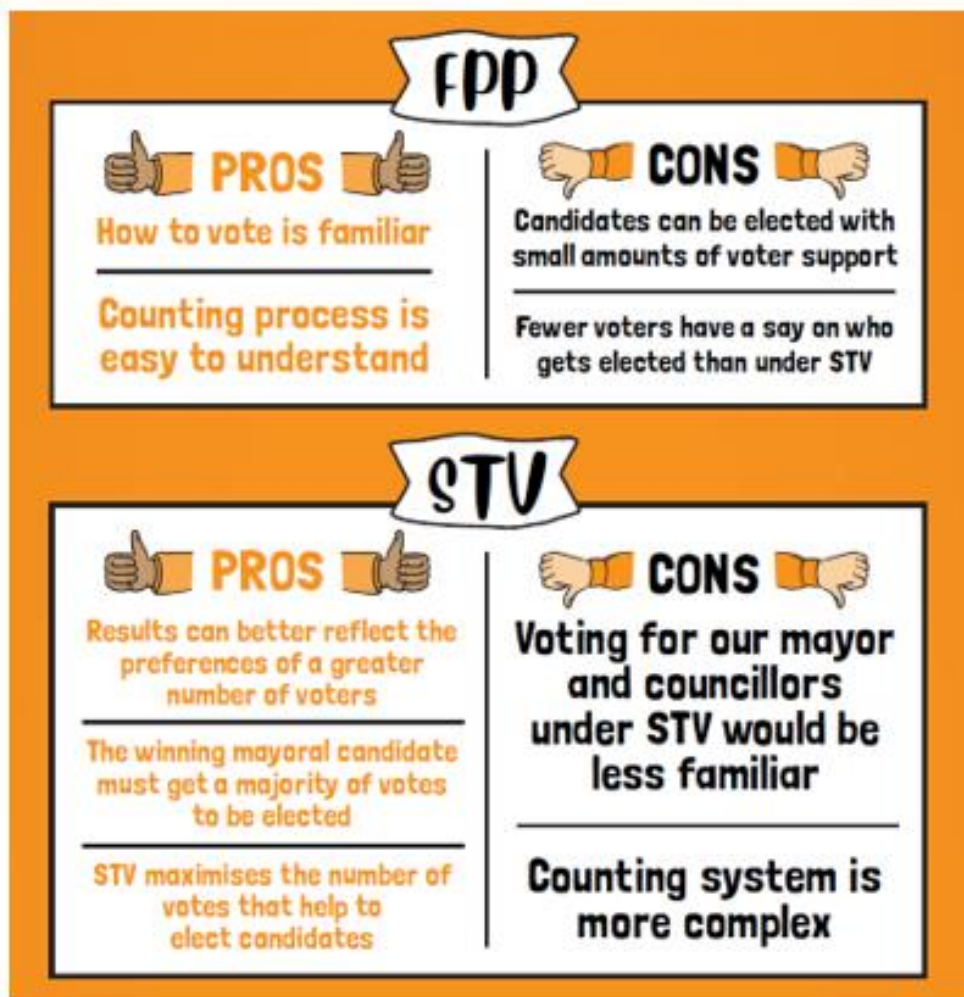 FPP
PROS
How to vote is familiar
Counting process is
easy to understand
CONS
Candidates can be elected with
small amounts of voter support
Fewer voters have a say on who
gets elected than under STV
STV
PROS
Results can better reflect the
preferences of a greater
number of voters
The winning mayoral candidate
must get a majority of votes
to be elected
STV maximises the number of
votes that help to
elect candidates
CONS
Voting for our mayor
and councillors
under STV would be
less familiar
Counting system is
more complex